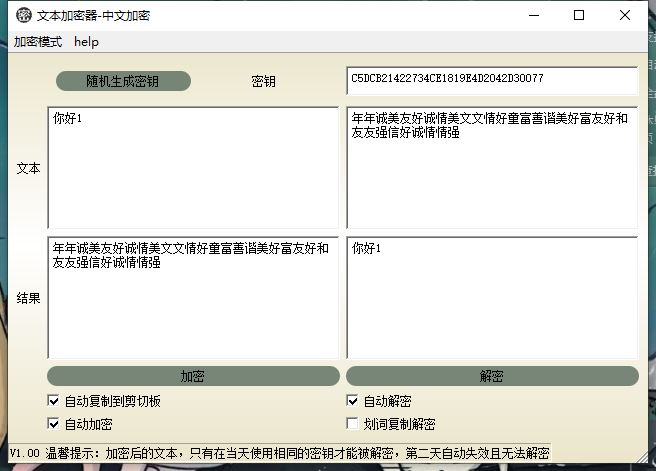 文本加密器-中文加密
加密模式 help
随机生成密钥 密钥 C5DCB21422734CE1819E4D2042D30077
文本
你好1
年年诚美友好诚情美文文情好童富善谐美好富友好和
友友强信好诚情情强
结果
年年诚美友好诚情美文文情好童富善谐美好富友好和
友友强信好诚情情强
你好1
加密 解密
自动复制到剪切板 自动解密
自动加密 划词复制解密
V1.00 温馨提示：加密后的文本，只有在当天使用相同的密钥才能被解密，第二天自动失效且无法解密